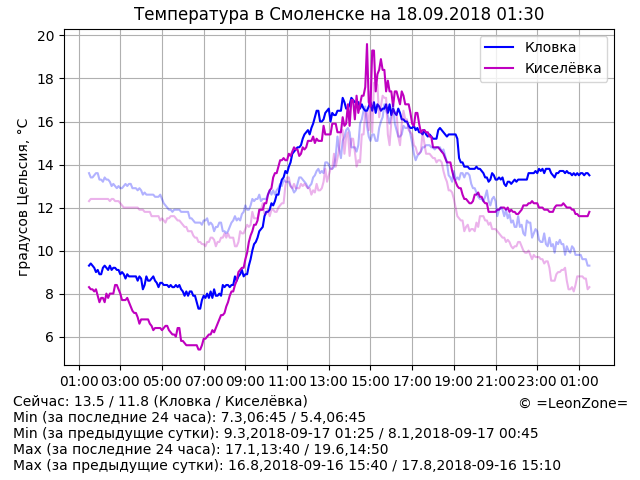 Температура в Смоленске на 18.09.2018 01:30
градусов Цельсия, °С
20
18
16
14
12
10
8
6
Кловка
Киселёвка
01:00 03:00 05:00 07:00 09:00 11:00 13:00 15:00 17:00 19:00 21:00 23:00 01:00
Сейчас: 13.5 / 11.8 (Кловка / Киселёвка)
© =LeonZone=
Min (за последние 24 часа): 7.3,06:45 / 5.4,06:45
Min (за предыдущие сутки): 9.3,2018-09-17 01:25 / 8.1,2018-09-17 00:45
Max (за последние 24 часа): 17.1,13:40 / 19.6,14:50
Max (за предыдущие сутки): 16.8,2018-09-16 15:40 / 17.8,2018-09-16 15:10